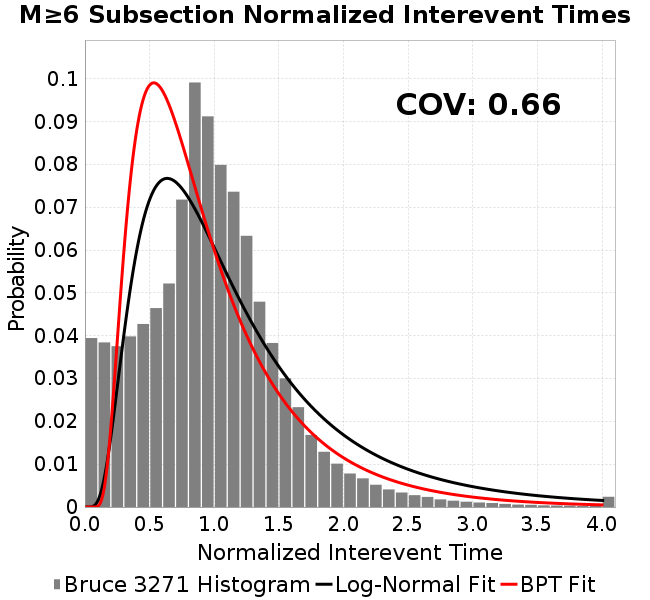 M≥6 Subsection Normalized Interevent Times
COV: 0.66
Probability
0.1
0.09
0.08
0.07
0.06
0.05
0.04
0.03
0.02
0.01
0
0.0 0.5 1.0 1.5 2.0 2.5 3.0 3.5 4.0
Normalized Interevent Time
Bruce 3271 Histogram Log-Normal Fit BPT Fit